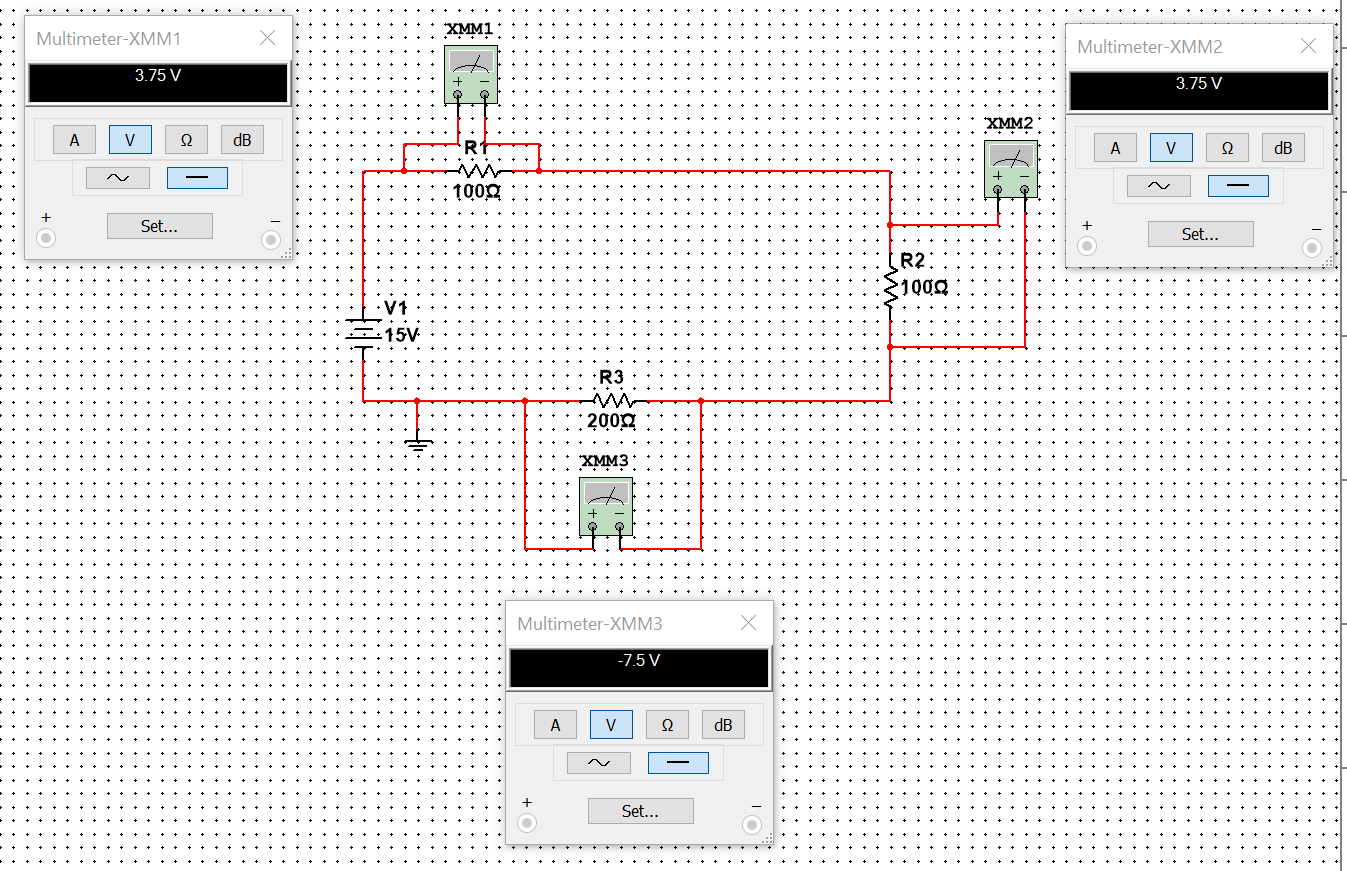 Multimeter-XMM1
3.75 V
A V Ω dB
+ −
Set...
XMM1
+ −
R1
100Ω
Multimeter-XMM2
3.75 V
A V Ω dB
+ −
Set...
XMM2
+ −
R2
100Ω
V1
15V
R3
200Ω
XMM3
+ −
Multimeter-XMM3
-7.5 V
A V Ω dB
+ −
Set...